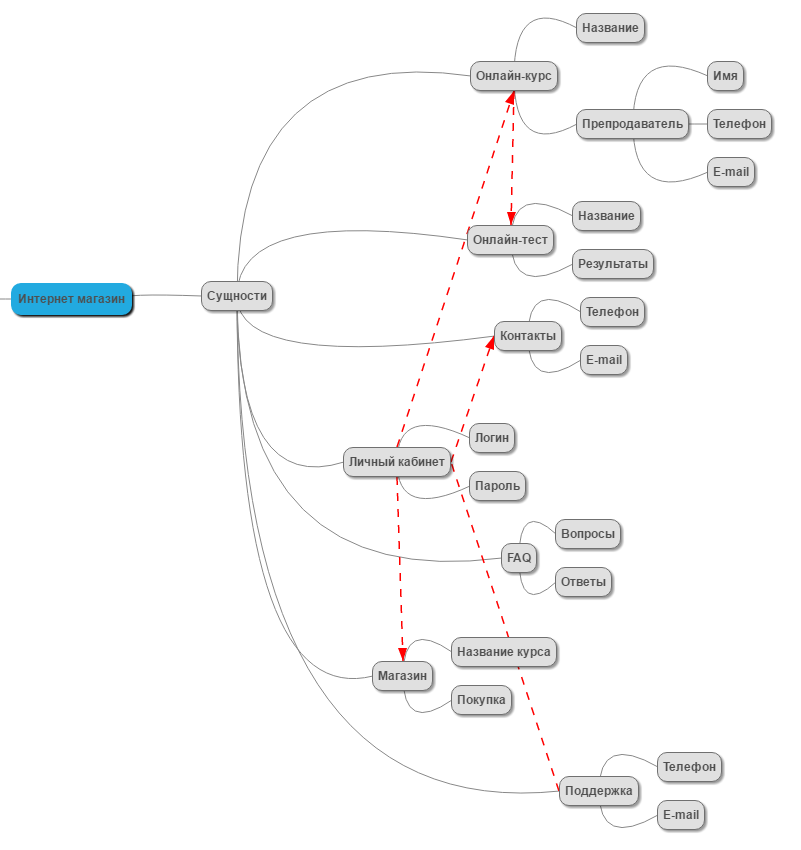 Интернет магазин
Сущности
Онлайн-курс
Название
Препродаватель
Имя
Телефон
E-mail
Онлайн-тест
Название
Результаты
Контакты
Телефон
E-mail
Личный кабинет
Логин
Пароль
FAQ
Вопросы
Ответы
Магазин
Название курса
Покупка
Поддержка
Телефон
E-mail